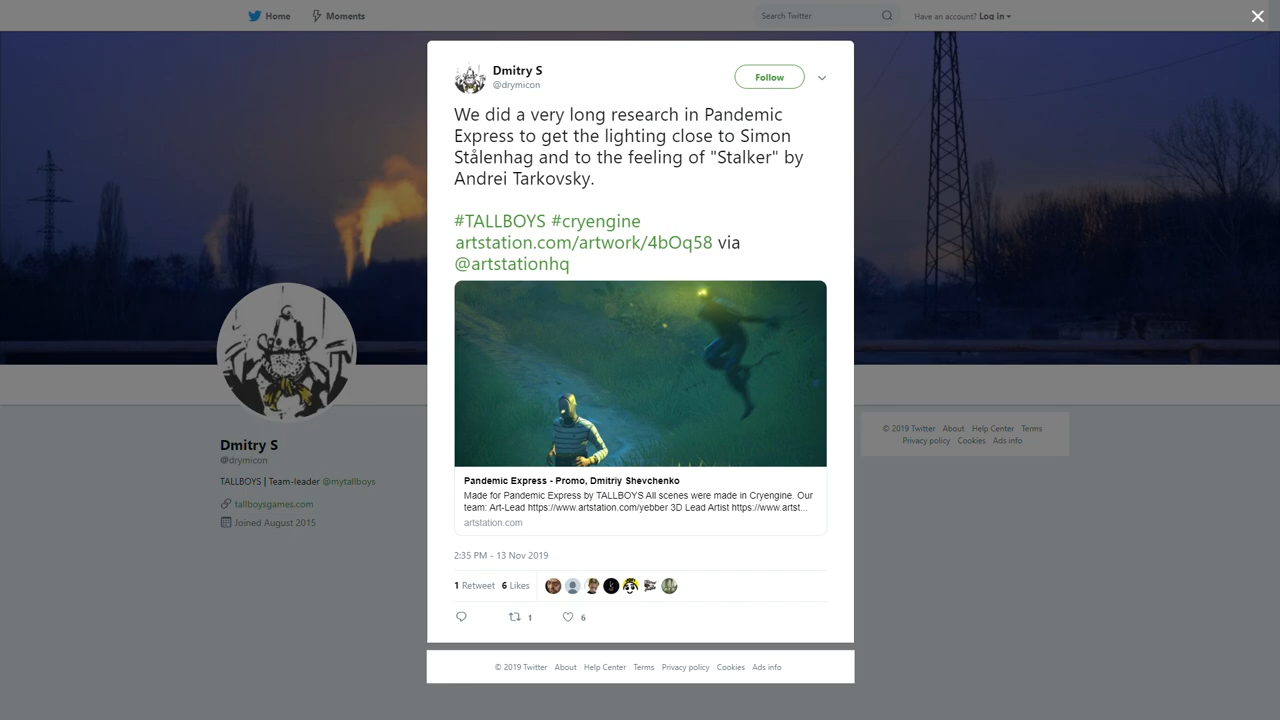 Home
Moments
Search Twitter
Have an account? Log in
Dmitry S
@drymicon
Follow
We did a very long research in Pandemic
Express to get the lighting close to Simon
Stålenhag and to the feeling of "Stalker" by
Andrei Tarkovsky.
#TALLBOYS #cryengine
artstation.com/artwork/4bOq58 via
@artstationhq
Pandemic Express - Promo, Dmitriy Shevchenko
Made for Pandemic Express by TALLBOYS All scenes were made in Cryengine. Our
team: Art-Lead https://www.artstation.com/yebber 3D Lead Artist https://www.artst...
artstation.com
2:35 PM - 13 Nov 2019
1 Retweet 6 Likes
1
6
© 2019 Twitter About Help Center Terms Privacy policy Cookies Ads info
Dmitry S
@drymicon
TALLBOYS | Team-leader @mytallboys
tallboysgames.com
Joined August 2015
© 2019 Twitter About Help Center Terms
Privacy policy Cookies Ads info